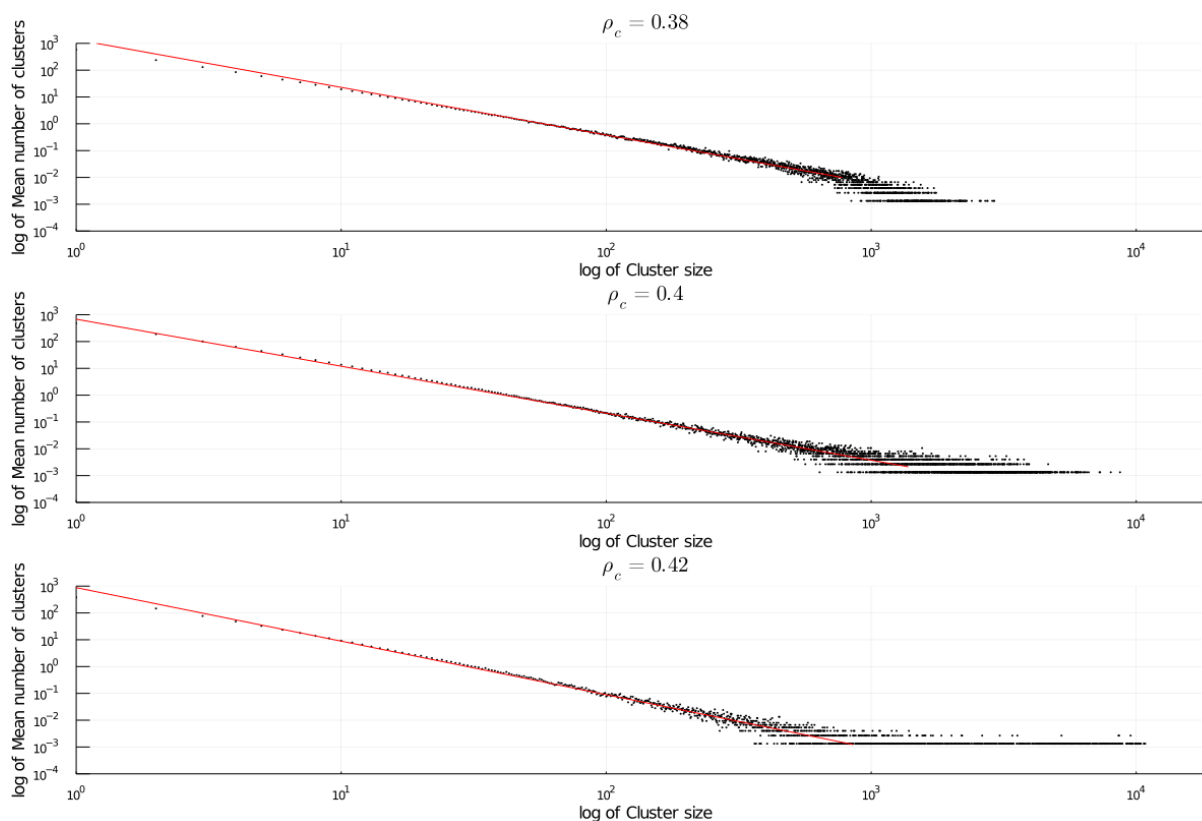 ρ_c = 0.38
log of Mean number of clusters
10³
10²
10¹
10⁰
10⁻¹
10⁻²
10⁻³
10⁻⁴
10⁰ 10¹ 10² 10³ 10⁴
log of Cluster size
ρ_c = 0.4
log of Mean number of clusters
10³
10²
10¹
10⁰
10⁻¹
10⁻²
10⁻³
10⁻⁴
10⁰ 10¹ 10² 10³ 10⁴
log of Cluster size
ρ_c = 0.42
log of Mean number of clusters
10³
10²
10¹
10⁰
10⁻¹
10⁻²
10⁻³
10⁻⁴
10⁰ 10¹ 10² 10³ 10⁴
log of Cluster size